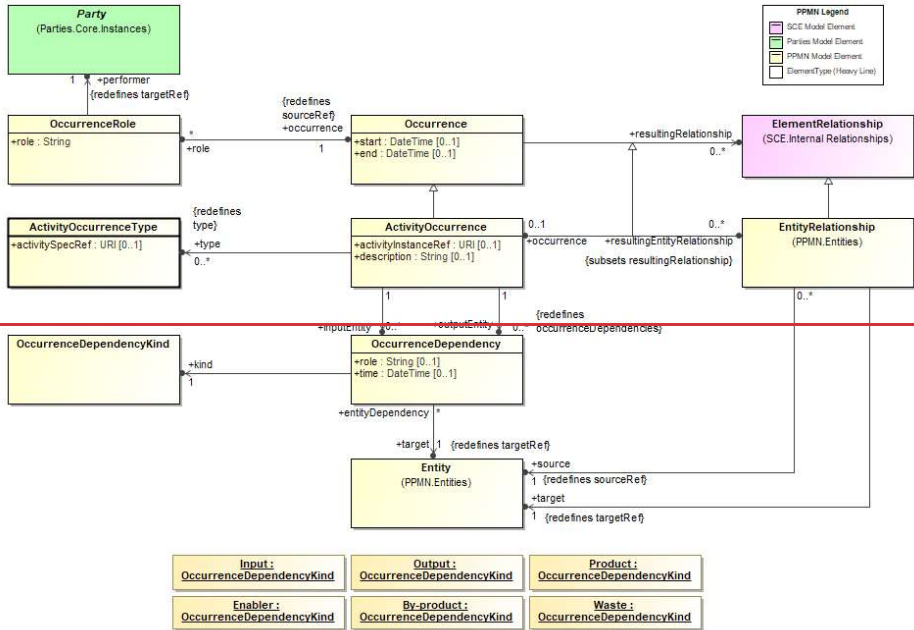 Party
(Parties.Core.Instances)
PPMN Legend
SCE Model Element
Parties Model Element
PPMN Model Element
ElementType (Heavy Line)
1
+performer
{redefines targetRef}
OccurrenceRole
+role : String
*
+role
{redefines
sourceRef}
+occurrence
1
Occurrence
+start : DateTime [0..1]
+end : DateTime [0..1]
+resultingRelationship
0..*
ElementRelationship
(SCE.Internal Relationships)
ActivityOccurrenceType
+activitySpecRef : URI [0..1]
{redefines
type}
+type
0..*
ActivityOccurrence
+activityInstanceRef : URI [0..1]
+description : String [0..1]
0..1
+occurrence
0..*
+resultingEntityRelationship
{subsets resultingRelationship}
EntityRelationship
(PPMN.Entities)
1
1
0..*
+inputEntity
0..*
+outputEntity
0..*
{redefines
occurrenceDependencies}
OccurrenceDependencyKind
+kind
1
OccurrenceDependency
+role : String [0..1]
+time : DateTime [0..1]
+entityDependency
*
+target
1
{redefines targetRef}
Entity
(PPMN.Entities)
+source
1
{redefines sourceRef}
+target
1
{redefines targetRef}
Input :
OccurrenceDependencyKind
Output :
OccurrenceDependencyKind
Product :
OccurrenceDependencyKind
Enabler :
OccurrenceDependencyKind
By-product :
OccurrenceDependencyKind
Waste :
OccurrenceDependencyKind